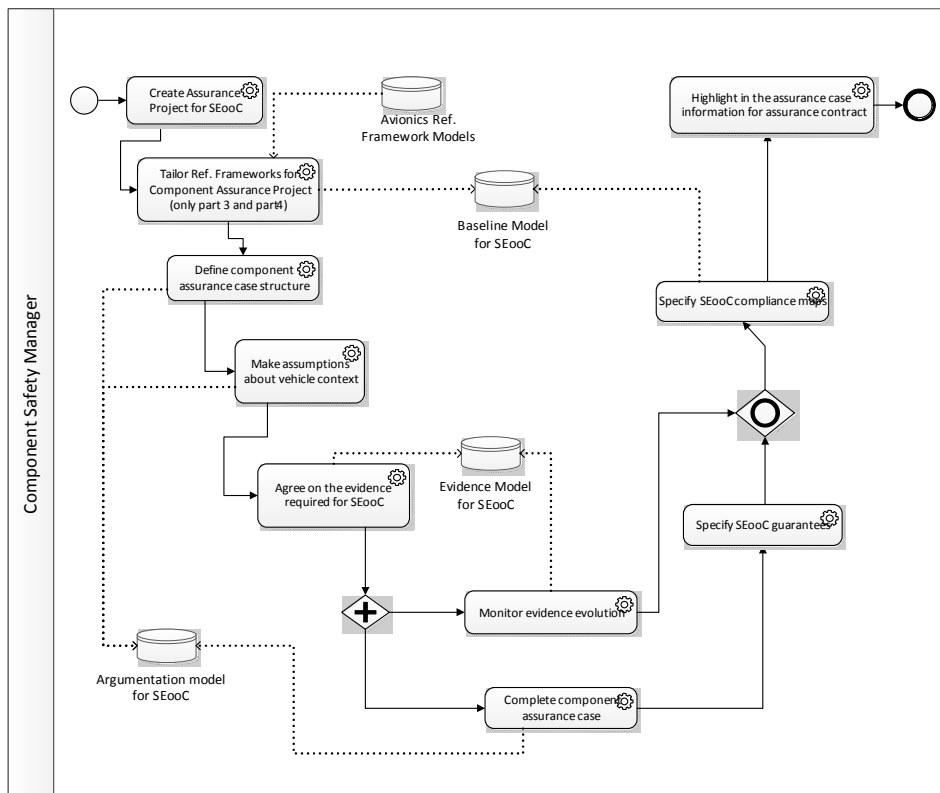 Component Safety Manager
Create Assurance
Project for SEooC
Avionics Ref.
Framework Models
Highlight in the assurance case
information for assurance contract
Tailor Ref. Frameworks for
Component Assurance Project
(only part 3 and part4)
Baseline Model
for SEooC
Define component
assurance case structure
Specify SEooC compliance maps
Make assumptions
about vehicle context
Agree on the evidence
required for SEooC
Evidence Model
for SEooC
Specify SEooC guarantees
Monitor evidence evolution
Argumentation model
for SEooC
Complete component
assurance case